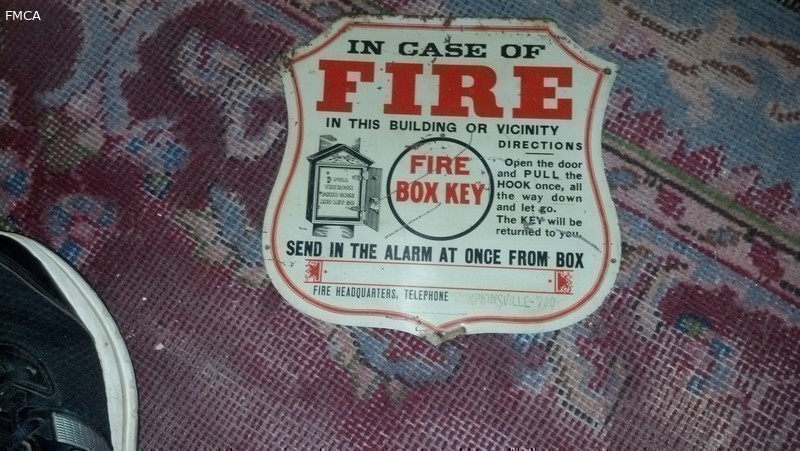 FMCA
IN CASE OF
FIRE
IN THIS BUILDING OR VICINITY
DIRECTIONS
Open the door
and PULL the
HOOK once, all
the way down
and let go.
The KEY will be
returned to you.
FIRE
BOX KEY
SEND IN THE ALARM AT ONCE FROM BOX
FIRE HEADQUARTERS, TELEPHONE